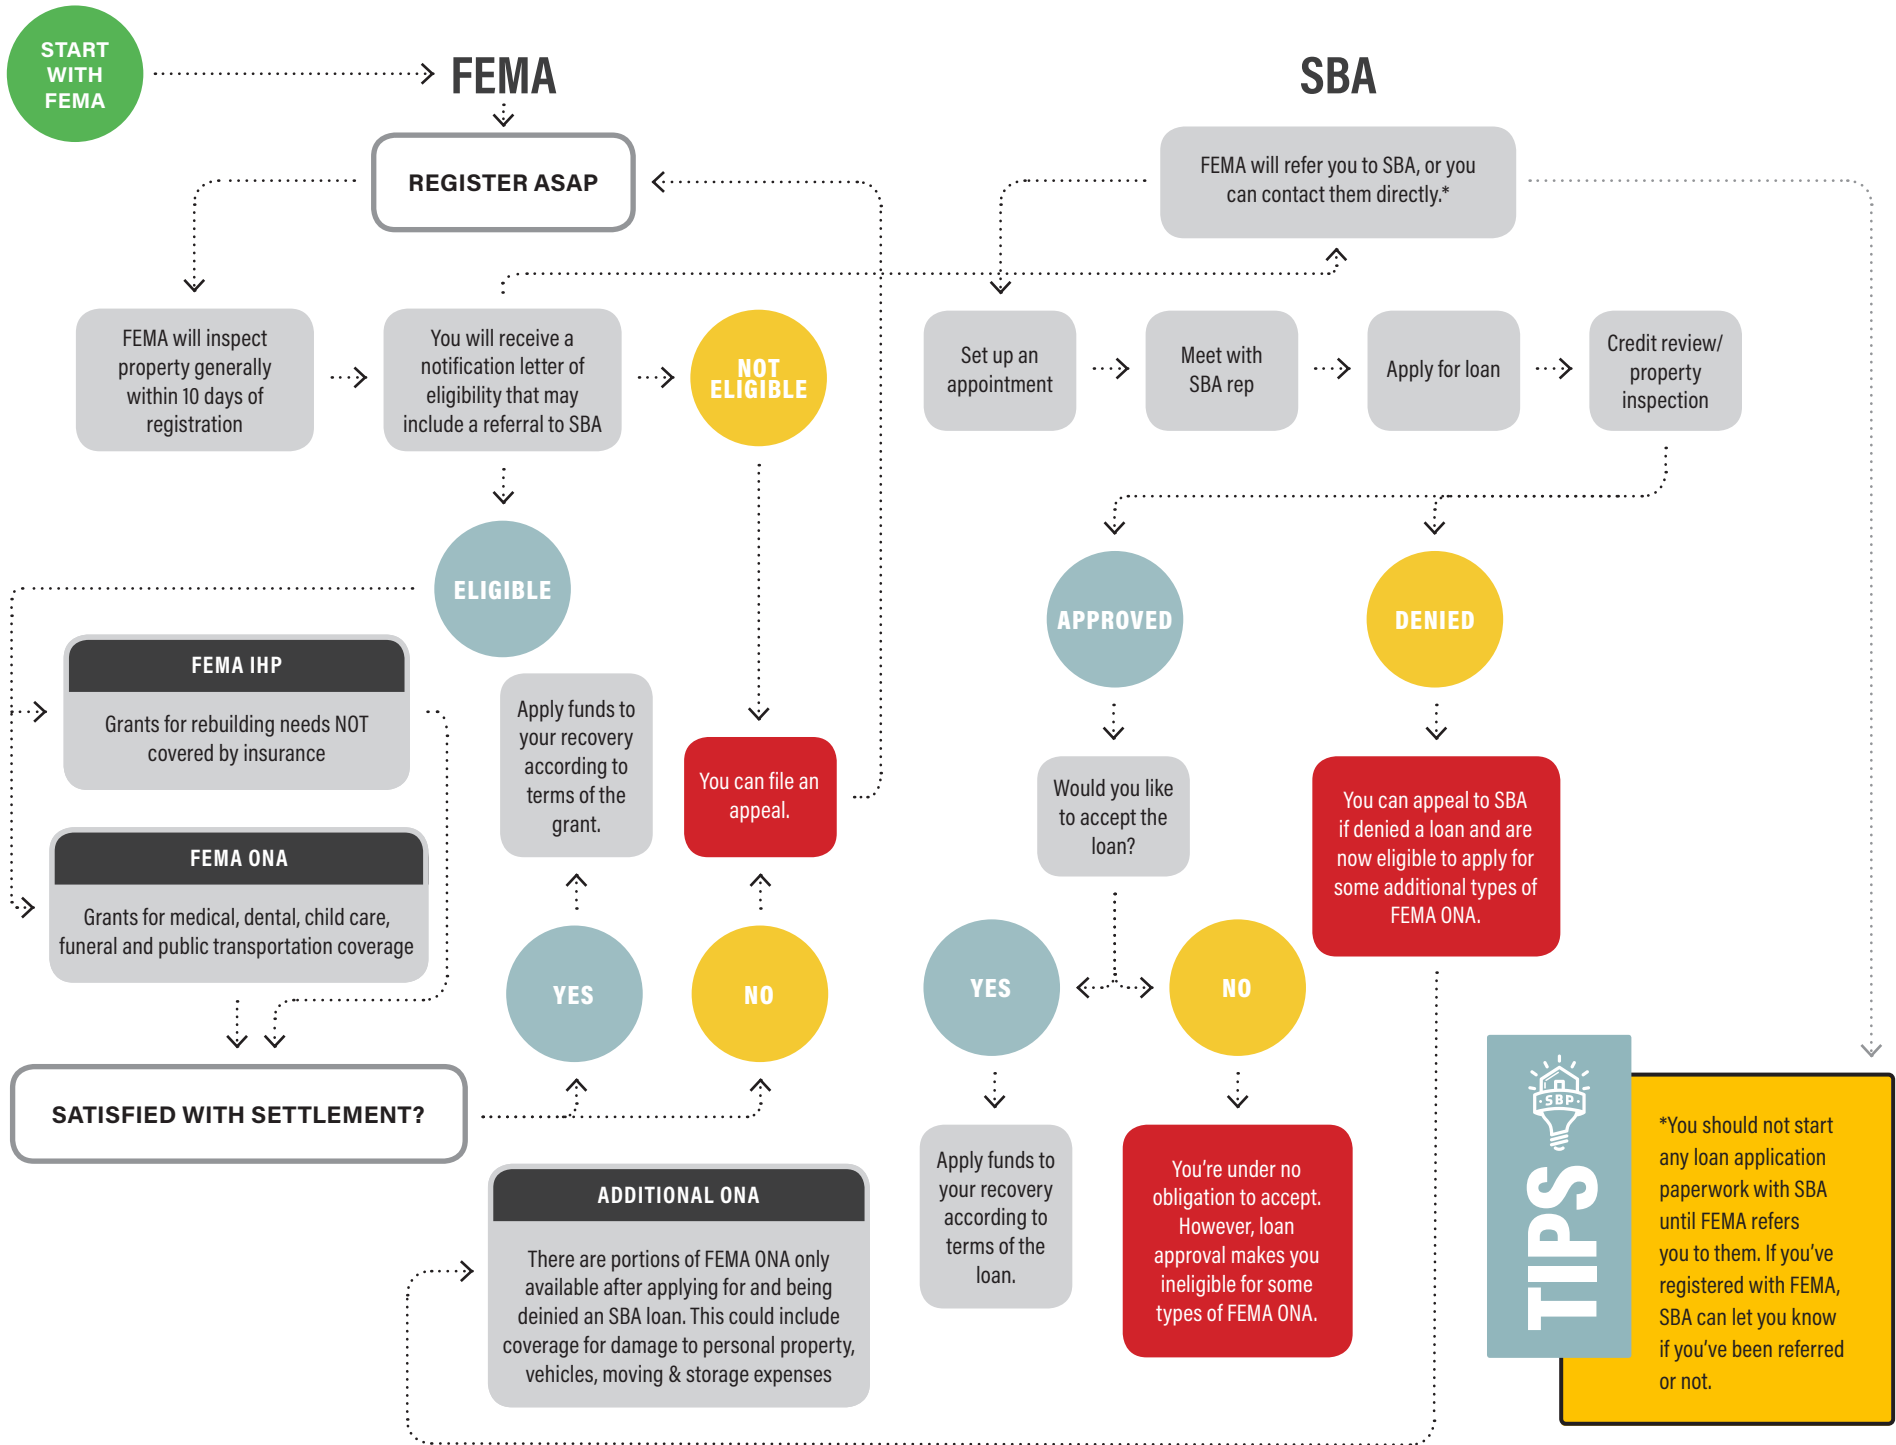 START
WITH
FEMA
FEMA
SBA
REGISTER ASAP
FEMA will refer you to SBA, or you
can contact them directly.*
FEMA will inspect
property generally
within 10 days of
registration
You will receive a
notification letter of
eligibility that may
include a referral to SBA
NOT
ELIGIBLE
Set up an
appointment
Meet with
SBA rep
Apply for loan
Credit review/
property
inspection
ELIGIBLE
APPROVED
DENIED
FEMA IHP
Grants for rebuilding needs NOT
covered by insurance
FEMA ONA
Grants for medical, dental, child care,
funeral and public transportation coverage
Apply funds to
your recovery
according to
terms of the
grant.
You can file an
appeal.
Would you like
to accept the
loan?
You can appeal to SBA
if denied a loan and are
now eligible to apply for
some additional types of
FEMA ONA.
YES
NO
YES
NO
SATISFIED WITH SETTLEMENT?
ADDITIONAL ONA
There are portions of FEMA ONA only
available after applying for and being
deinied an SBA loan. This could include
coverage for damage to personal property,
vehicles, moving & storage expenses
Apply funds to
your recovery
according to
terms of the
loan.
You’re under no
obligation to accept.
However, loan
approval makes you
ineligible for some
types of FEMA ONA.
SBP
TIPS
*You should not start
any loan application
paperwork with SBA
until FEMA refers
you to them. If you’ve
registered with FEMA,
SBA can let you know
if you’ve been referred
or not.